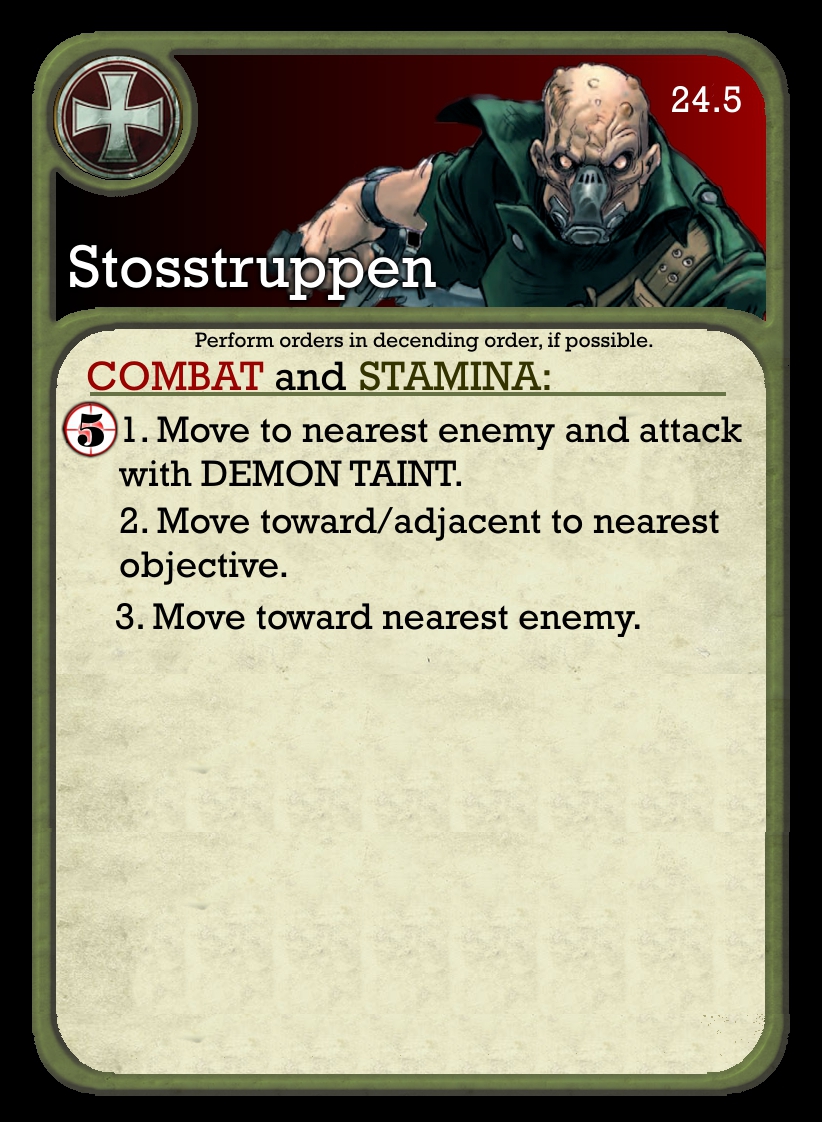 24.5
Stosstruppen
Perform orders in decending order, if possible.
COMBAT and STAMINA:
5 1. Move to nearest enemy and attack
with DEMON TAINT.
2. Move toward/adjacent to nearest
objective.
3. Move toward nearest enemy.